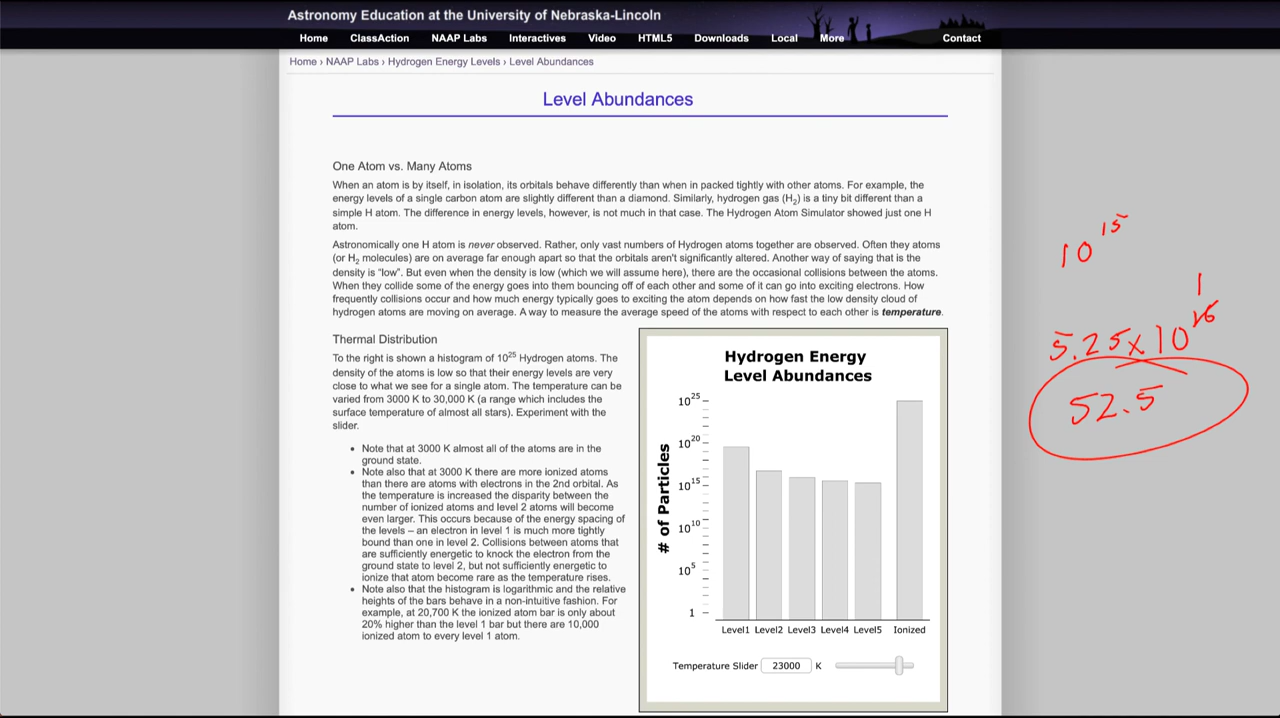 Astronomy Education at the University of Nebraska-Lincoln
Home ClassAction NAAP Labs Interactives Video HTML5 Downloads Local More Contact
Home › NAAP Labs › Hydrogen Energy Levels › Level Abundances
Level Abundances
One Atom vs. Many Atoms
When an atom is by itself, in isolation, its orbitals behave differently than when in packed tightly with other atoms. For example, the
energy levels of a single carbon atom are slightly different than a diamond. Similarly, hydrogen gas (H₂) is a tiny bit different than a
simple H atom. The difference in energy levels, however, is not much in that case. The Hydrogen Atom Simulator showed just one H
atom.
Astronomically one H atom is never observed. Rather, only vast numbers of Hydrogen atoms together are observed. Often they atoms
(or H₂ molecules) are on average far enough apart so that the orbitals aren't significantly altered. Another way of saying that is the
density is "low". But even when the density is low (which we will assume here), there are the occasional collisions between the atoms.
When they collide some of the energy goes into them bouncing off of each other and some of it can go into exciting electrons. How
frequently collisions occur and how much energy typically goes to exciting the atom depends on how fast the low density cloud of
hydrogen atoms are moving on average. A way to measure the average speed of the atoms with respect to each other is temperature.
Thermal Distribution
To the right is shown a histogram of 10²⁵ Hydrogen atoms. The
density of the atoms is low so that their energy levels are very
close to what we see for a single atom. The temperature can be
varied from 3000 K to 30,000 K (a range which includes the
surface temperature of almost all stars). Experiment with the
slider.
• Note that at 3000 K almost all of the atoms are in the
ground state.
• Note also that at 3000 K there are more ionized atoms
than there are atoms with electrons in the 2nd orbital. As
the temperature is increased the disparity between the
number of ionized atoms and level 2 atoms will become
even larger. This occurs because of the energy spacing of
the levels – an electron in level 1 is much more tightly
bound than one in level 2. Collisions between atoms that
are sufficiently energetic to knock the electron from the
ground state to level 2, but not sufficiently energetic to
ionize that atom become rare as the temperature rises.
• Note also that the histogram is logarithmic and the relative
heights of the bars behave in a non-intuitive fashion. For
example, at 20,700 K the ionized atom bar is only about
20% higher than the level 1 bar but there are 10,000
ionized atom to every level 1 atom.
Hydrogen Energy
Level Abundances
# of Particles
10²⁵
10²⁰
10¹⁵
10¹⁰
10⁵
1
Level1 Level2 Level3 Level4 Level5 Ionized
Temperature Slider 23000 K
10¹⁵
1
5.25×10
52.5